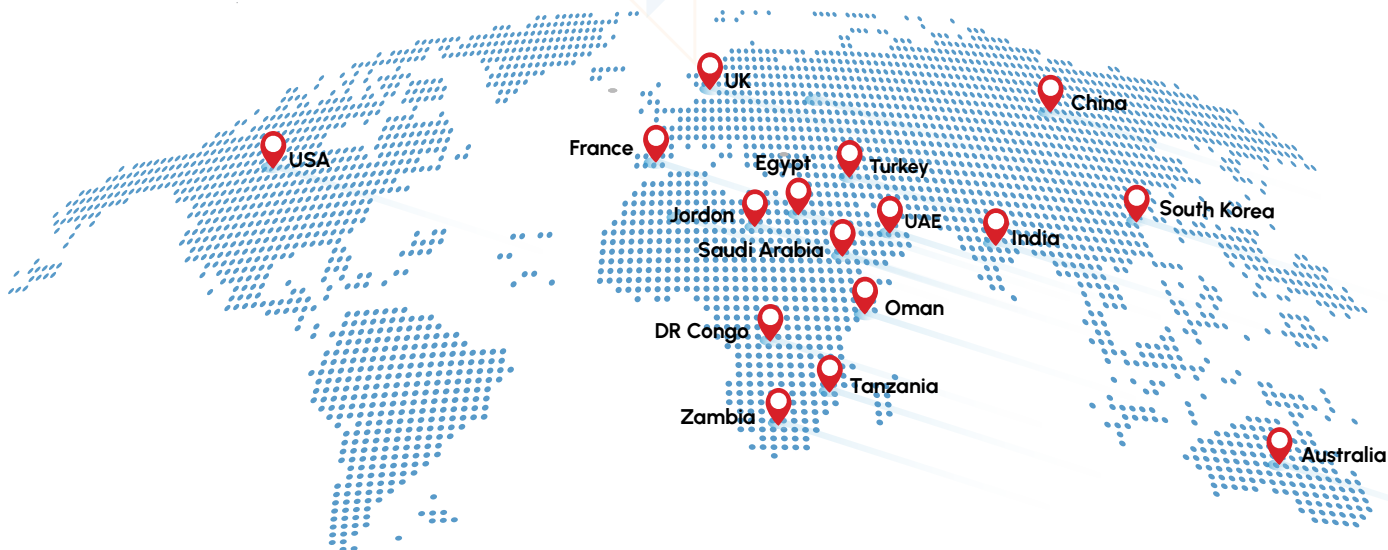 UK
China
France
USA
Egypt
Turkey
Jordon
South Korea
UAE
India
Saudi Arabia
Oman
DR Congo
Tanzania
Zambia
Australia